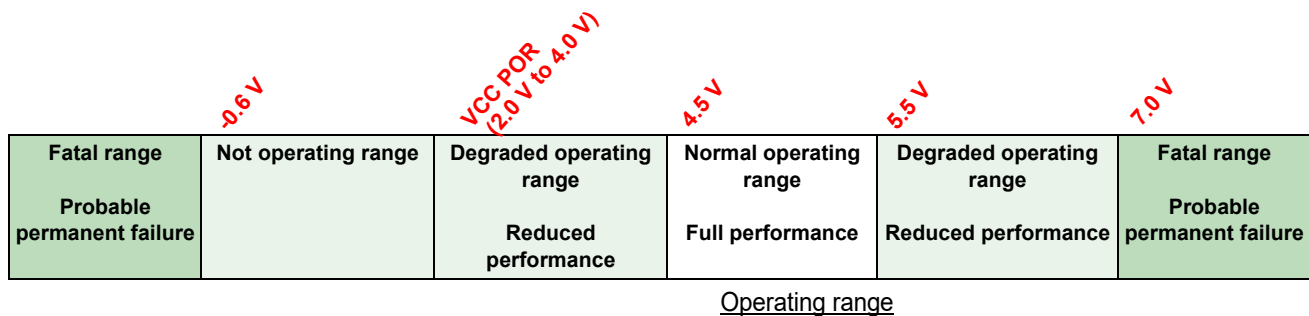 -0.6 V
VCC POR
(2.0 V to 4.0 V)
4.5 V
5.5 V
7.0 V
Fatal range
Probable
permanent failure
Not operating range
Degraded operating
range
Reduced
performance
Normal operating
range
Full performance
Degraded operating
range
Reduced performance
Fatal range
Probable
permanent failure
Operating range